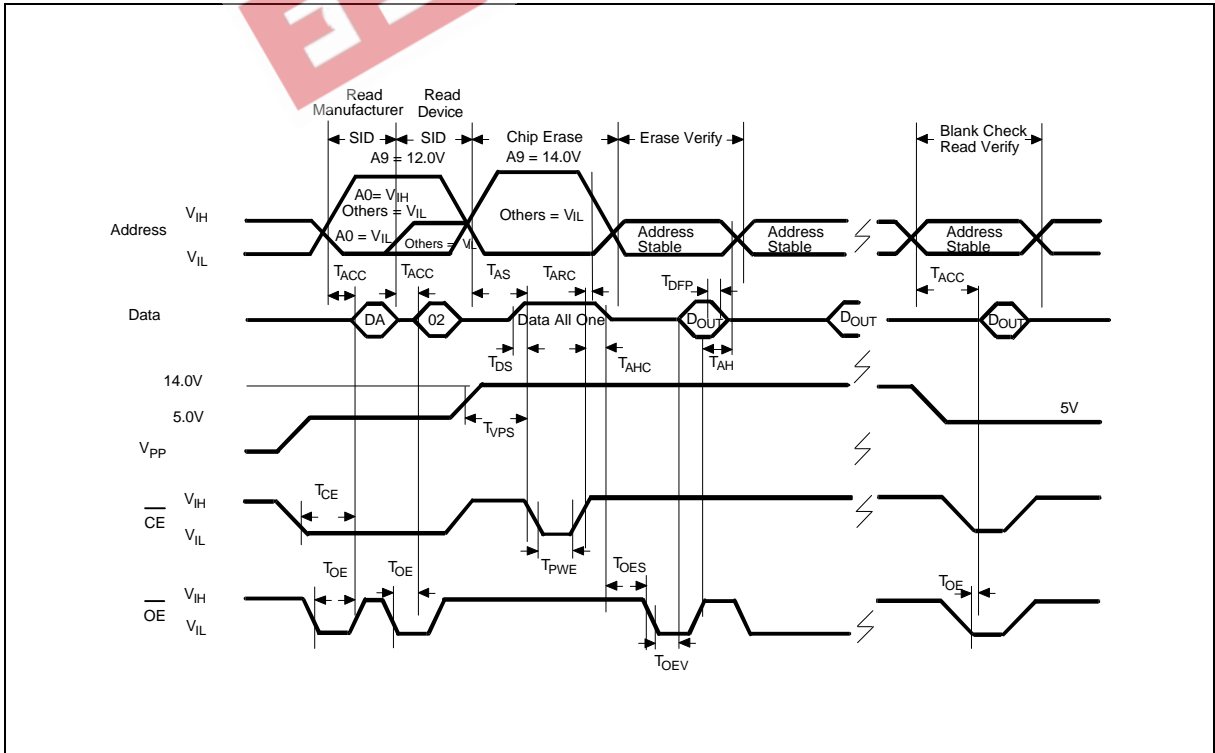 Read
Manufacturer
SID
Read
Device
SID
Chip Erase
Erase Verify
Blank Check
Read Verify
A9 = 12.0V
A9 = 14.0V
Address
VIH
VIL
A0= VIH
Others = VIL
A0 = VIL
Others = VIL
Others = VIL
Address
Stable
Address
Stable
Address
Stable
TACC
TACC
TAS
TARC
TDFP
TACC
Data
DA
02
Data All One
DOUT
DOUT
DOUT
TDS
TAHC
TAH
14.0V
5.0V
VPP
TVPS
5V
CE
VIH
VIL
TCE
TPWE
OE
VIH
VIL
TOE
TOE
TOES
TOEV
TOE